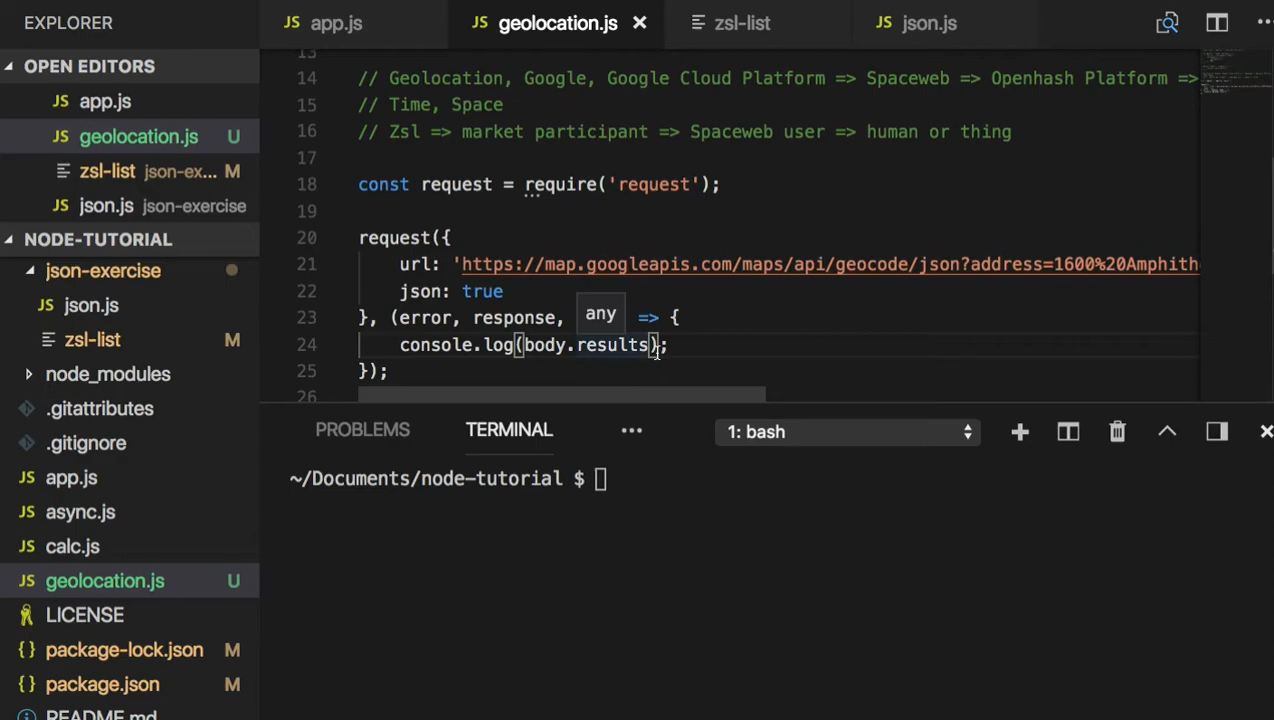 EXPLORER
JS app.js
JS geolocation.js
zsl-list
JS json.js
OPEN EDITORS
JS app.js
JS geolocation.js U
zsl-list json-ex... M
JS json.js json-exercise
NODE-TUTORIAL
json-exercise
JS json.js
zsl-list M
node_modules
.gitattributes
.gitignore
JS app.js
JS async.js
JS calc.js
JS geolocation.js U
LICENSE
{} package-lock.json M
{} package.json M
README.md
13
14 // Geolocation, Google, Google Cloud Platform => Spaceweb => Openhash Platform =>
15 // Time, Space
16 // Zsl => market participant => Spaceweb user => human or thing
17
18 const request = require('request');
19
20 request({
21 url: 'https://map.googleapis.com/maps/api/geocode/json?address=1600%20Amphith
22 json: true
23 }, (error, response, => {
any
24 console.log(body.results);
25 });
26
PROBLEMS TERMINAL ... 1: bash
~/Documents/node-tutorial $